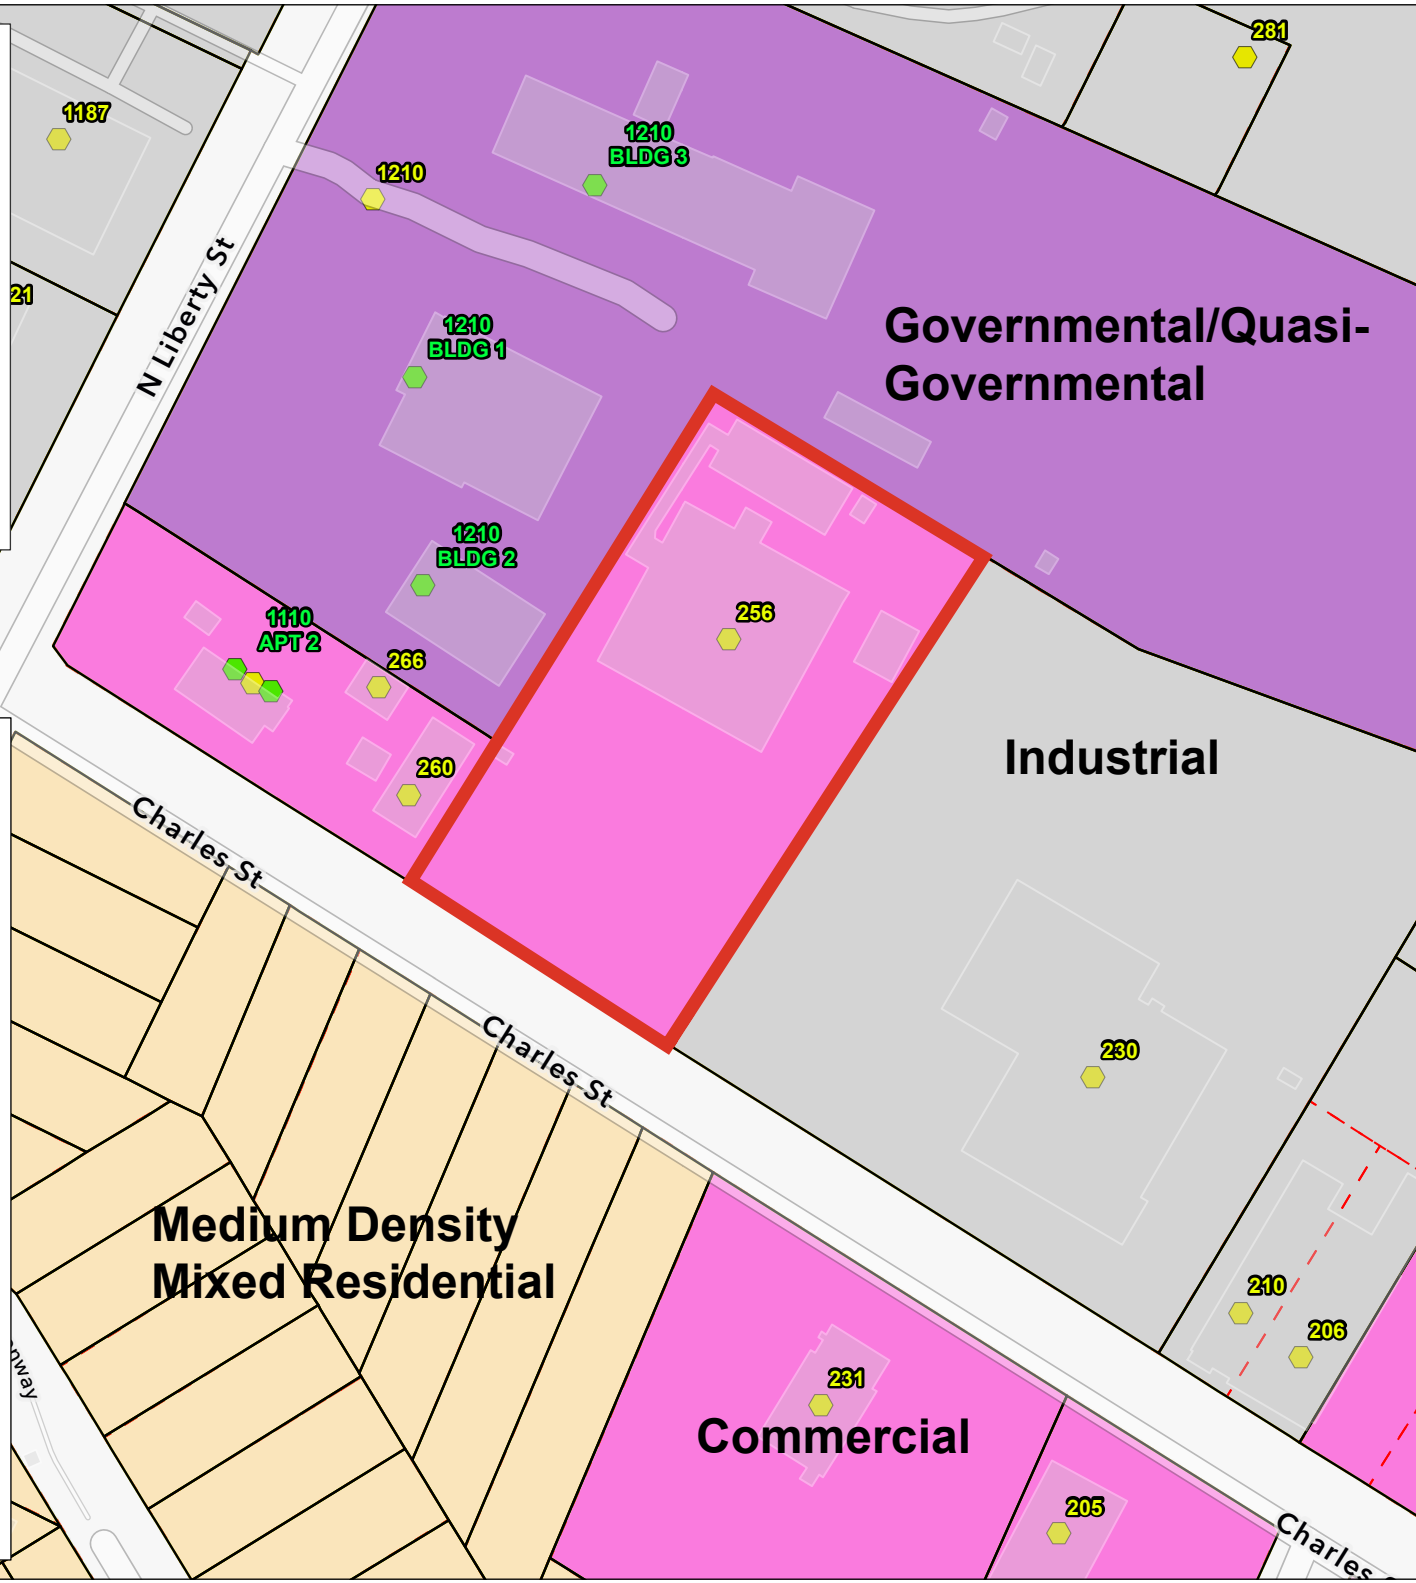 281
1187
1210
BLDG 3
1210
21
N Liberty St
1210
BLDG 1
Governmental/Quasi-
Governmental
1210
BLDG 2
256
1110
APT 2
266
260
Industrial
Charles St
Charles St
230
Medium Density
Mixed Residential
210
206
231
Commercial
205
Charles